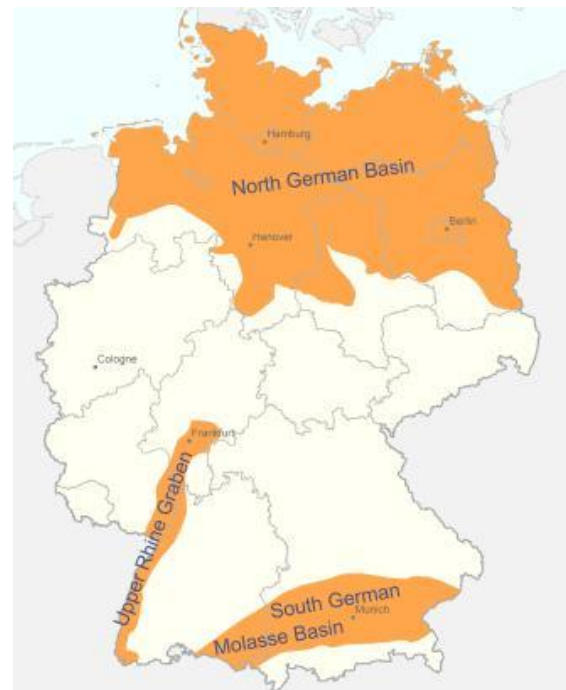 Hamburg
North German Basin
Berlin
Hanover
Cologne
Frankfurt
Upper Rhine Graben
South German
Munich
Molasse Basin